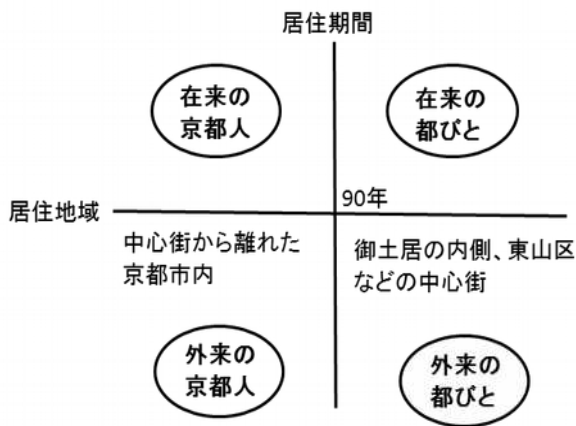 居住期間
在来の
京都人
在来の
都びと
90年
居住地域
中心街から離れた
京都市内
御土居の内側、東山区
などの中心街
外来の
京都人
外来の
都びと